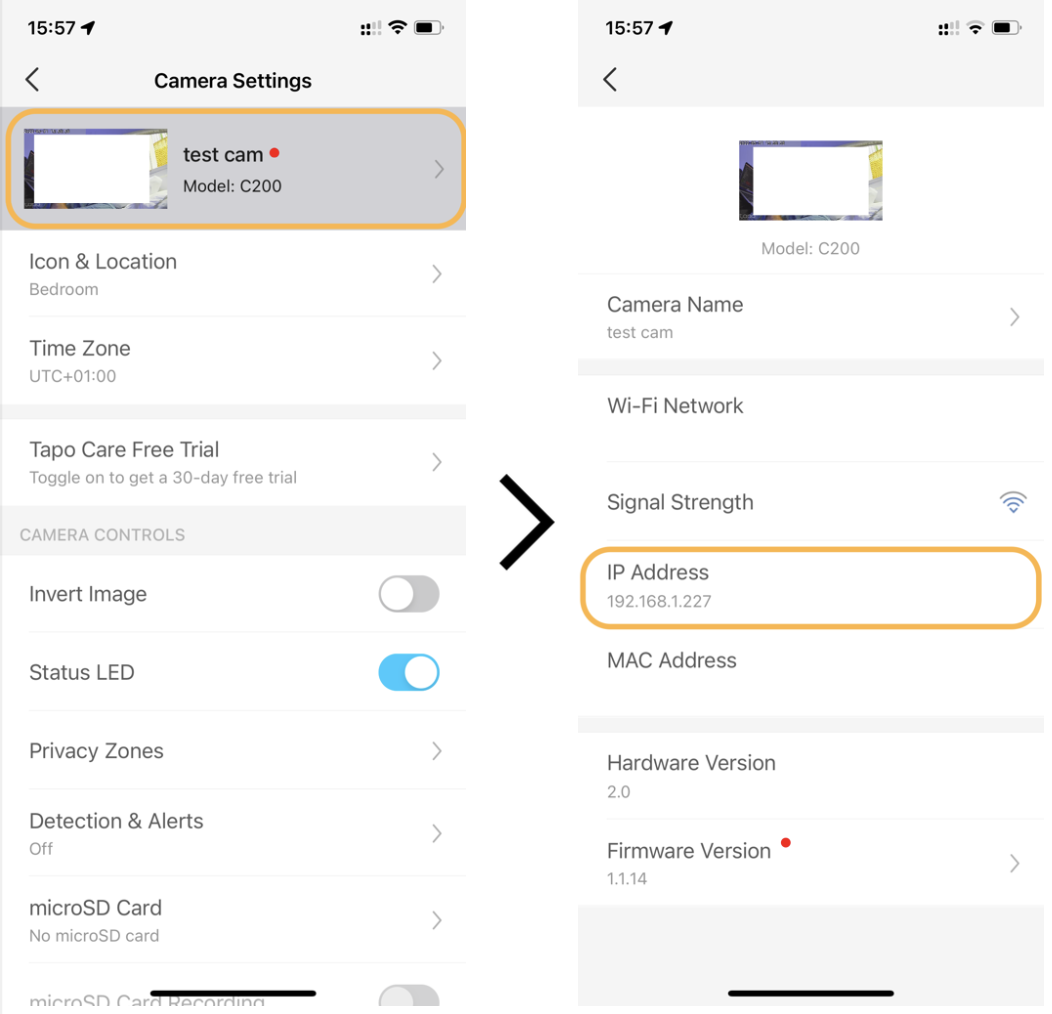 15:57
Camera Settings
test cam
Model: C200
Icon & Location
Bedroom
Time Zone
UTC+01:00
Tapo Care Free Trial
Toggle on to get a 30-day free trial
CAMERA CONTROLS
Invert Image
Status LED
Privacy Zones
Detection & Alerts
Off
microSD Card
No microSD card
microSD Card Recording
15:57
Model: C200
Camera Name
test cam
Wi-Fi Network
Signal Strength
IP Address
192.168.1.227
MAC Address
Hardware Version
2.0
Firmware Version
1.1.14